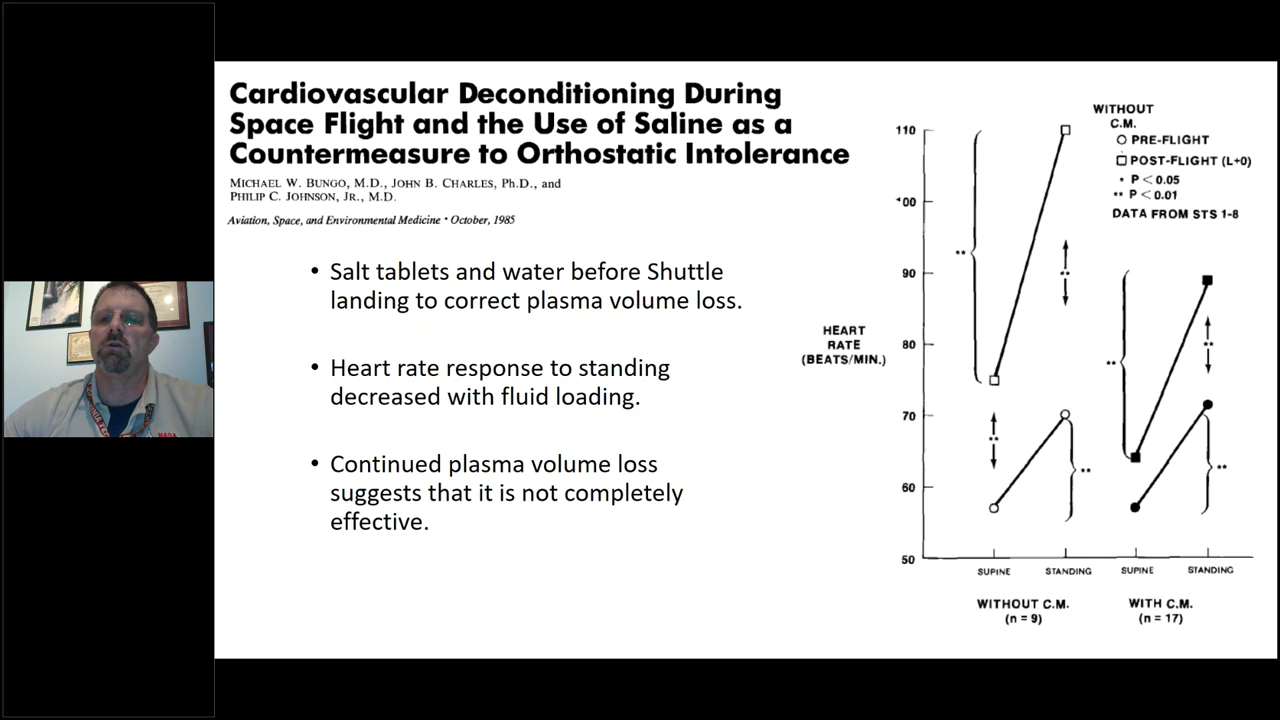 Cardiovascular Deconditioning During
Space Flight and the Use of Saline as a
Countermeasure to Orthostatic Intolerance
MICHAEL W. BUNGO, M.D., JOHN B. CHARLES, Ph.D., and
PHILIP C. JOHNSON, JR., M.D.
Aviation, Space, and Environmental Medicine • October, 1985
• Salt tablets and water before Shuttle
landing to correct plasma volume loss.
• Heart rate response to standing
decreased with fluid loading.
• Continued plasma volume loss
suggests that it is not completely
effective.
WITHOUT
C.M.
PRE-FLIGHT
POST-FLIGHT (L+0)
* P < 0.05
** P < 0.01
DATA FROM STS 1-8
HEART
RATE
(BEATS/MIN.)
110
100
90
80
70
60
50
**
**
**
**
**
**
**
SUPINE STANDING SUPINE STANDING
WITHOUT C.M. WITH C.M.
(n = 9) (n = 17)
NASA